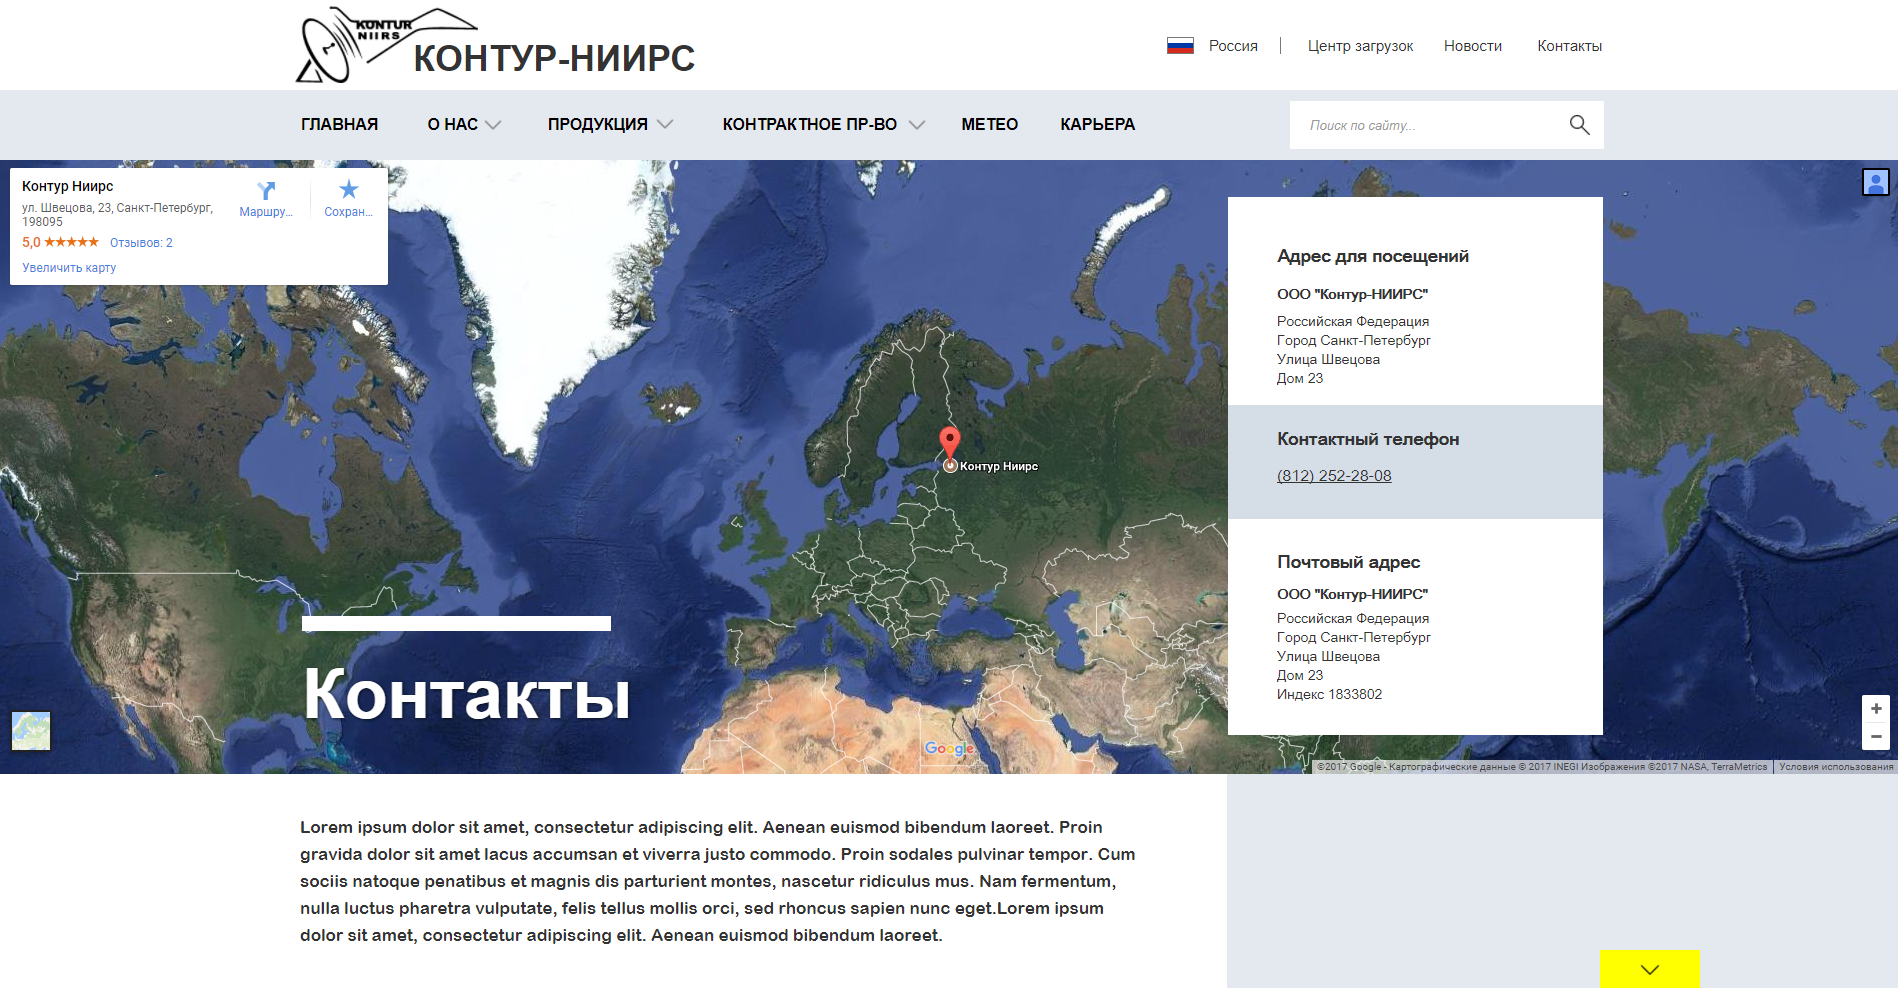 KONTUR
NIIRS
КОНТУР-НИИРС
Россия
Центр загрузок
Новости
Контакты
ГЛАВНАЯ
О НАС
ПРОДУКЦИЯ
КОНТРАКТНОЕ ПР-ВО
МЕТЕО
КАРЬЕРА
Поиск по сайту...
Контур Ниирс
ул. Швецова, 23, Санкт-Петербург,
198095
5,0 ★★★★★ Отзывов: 2
Увеличить карту
Маршру...
Сохран...
Контур Ниирс
Адрес для посещений
ООО "Контур-НИИРС"
Российская Федерация
Город Санкт-Петербург
Улица Швецова
Дом 23
Контактный телефон
(812) 252-28-08
Почтовый адрес
ООО "Контур-НИИРС"
Российская Федерация
Город Санкт-Петербург
Улица Швецова
Дом 23
Индекс 1833802
Контакты
Google
+
−
©2017 Google - Картографические данные © 2017 INEGI Изображения ©2017 NASA, TerraMetrics
Условия использования
Lorem ipsum dolor sit amet, consectetur adipiscing elit. Aenean euismod bibendum laoreet. Proin
gravida dolor sit amet lacus accumsan et viverra justo commodo. Proin sodales pulvinar tempor. Cum
sociis natoque penatibus et magnis dis parturient montes, nascetur ridiculus mus. Nam fermentum,
nulla luctus pharetra vulputate, felis tellus mollis orci, sed rhoncus sapien nunc eget.Lorem ipsum
dolor sit amet, consectetur adipiscing elit. Aenean euismod bibendum laoreet.